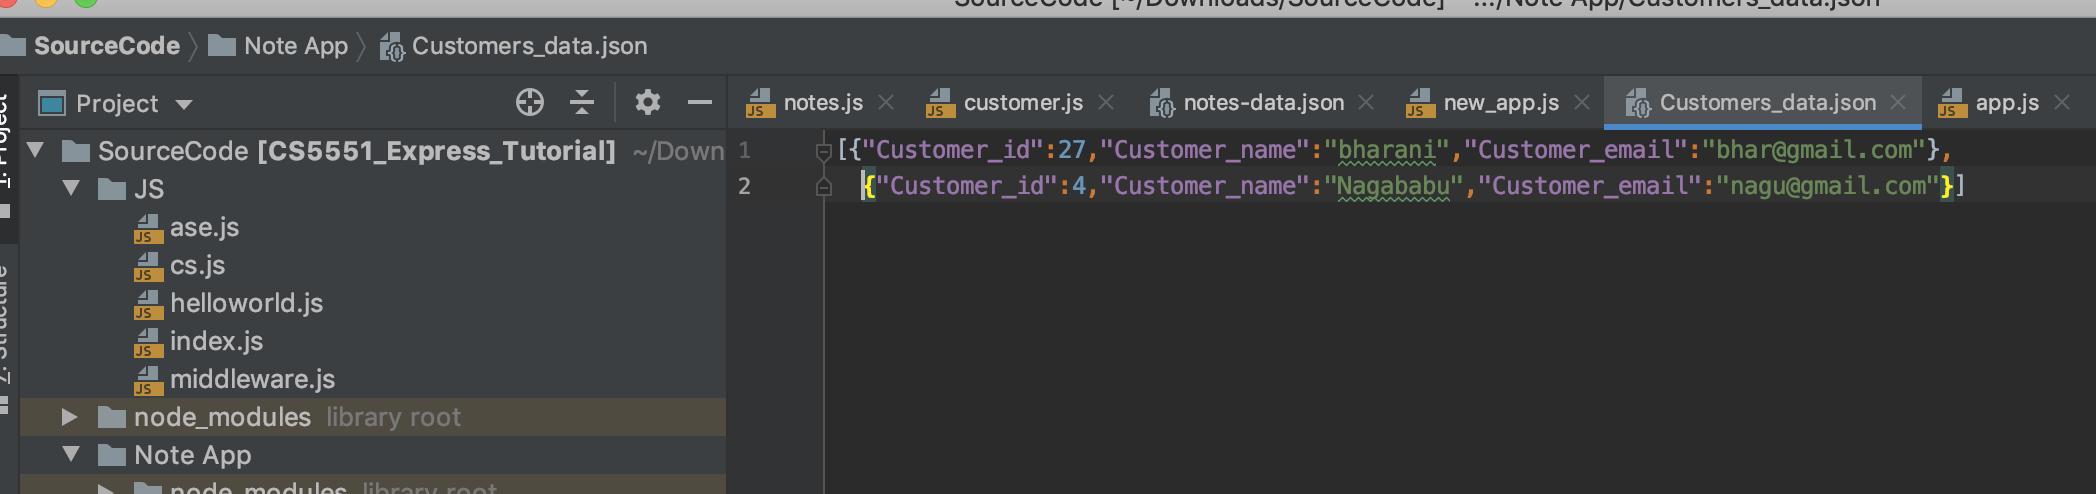 SourceCode [~/Downloads/SourceCode] - .../Note App/Customers_data.json
SourceCode Note App Customers_data.json
1: Project
Project
notes.js customer.js notes-data.json new_app.js Customers_data.json app.js
SourceCode [CS5551_Express_Tutorial] ~/Down
JS
ase.js
cs.js
helloworld.js
index.js
middleware.js
node_modules library root
Note App
node_modules library root
Z: Structure
1 [{"Customer_id":27,"Customer_name":"bharani","Customer_email":"bhar@gmail.com"},
2 {"Customer_id":4,"Customer_name":"Nagababu","Customer_email":"nagu@gmail.com"}]